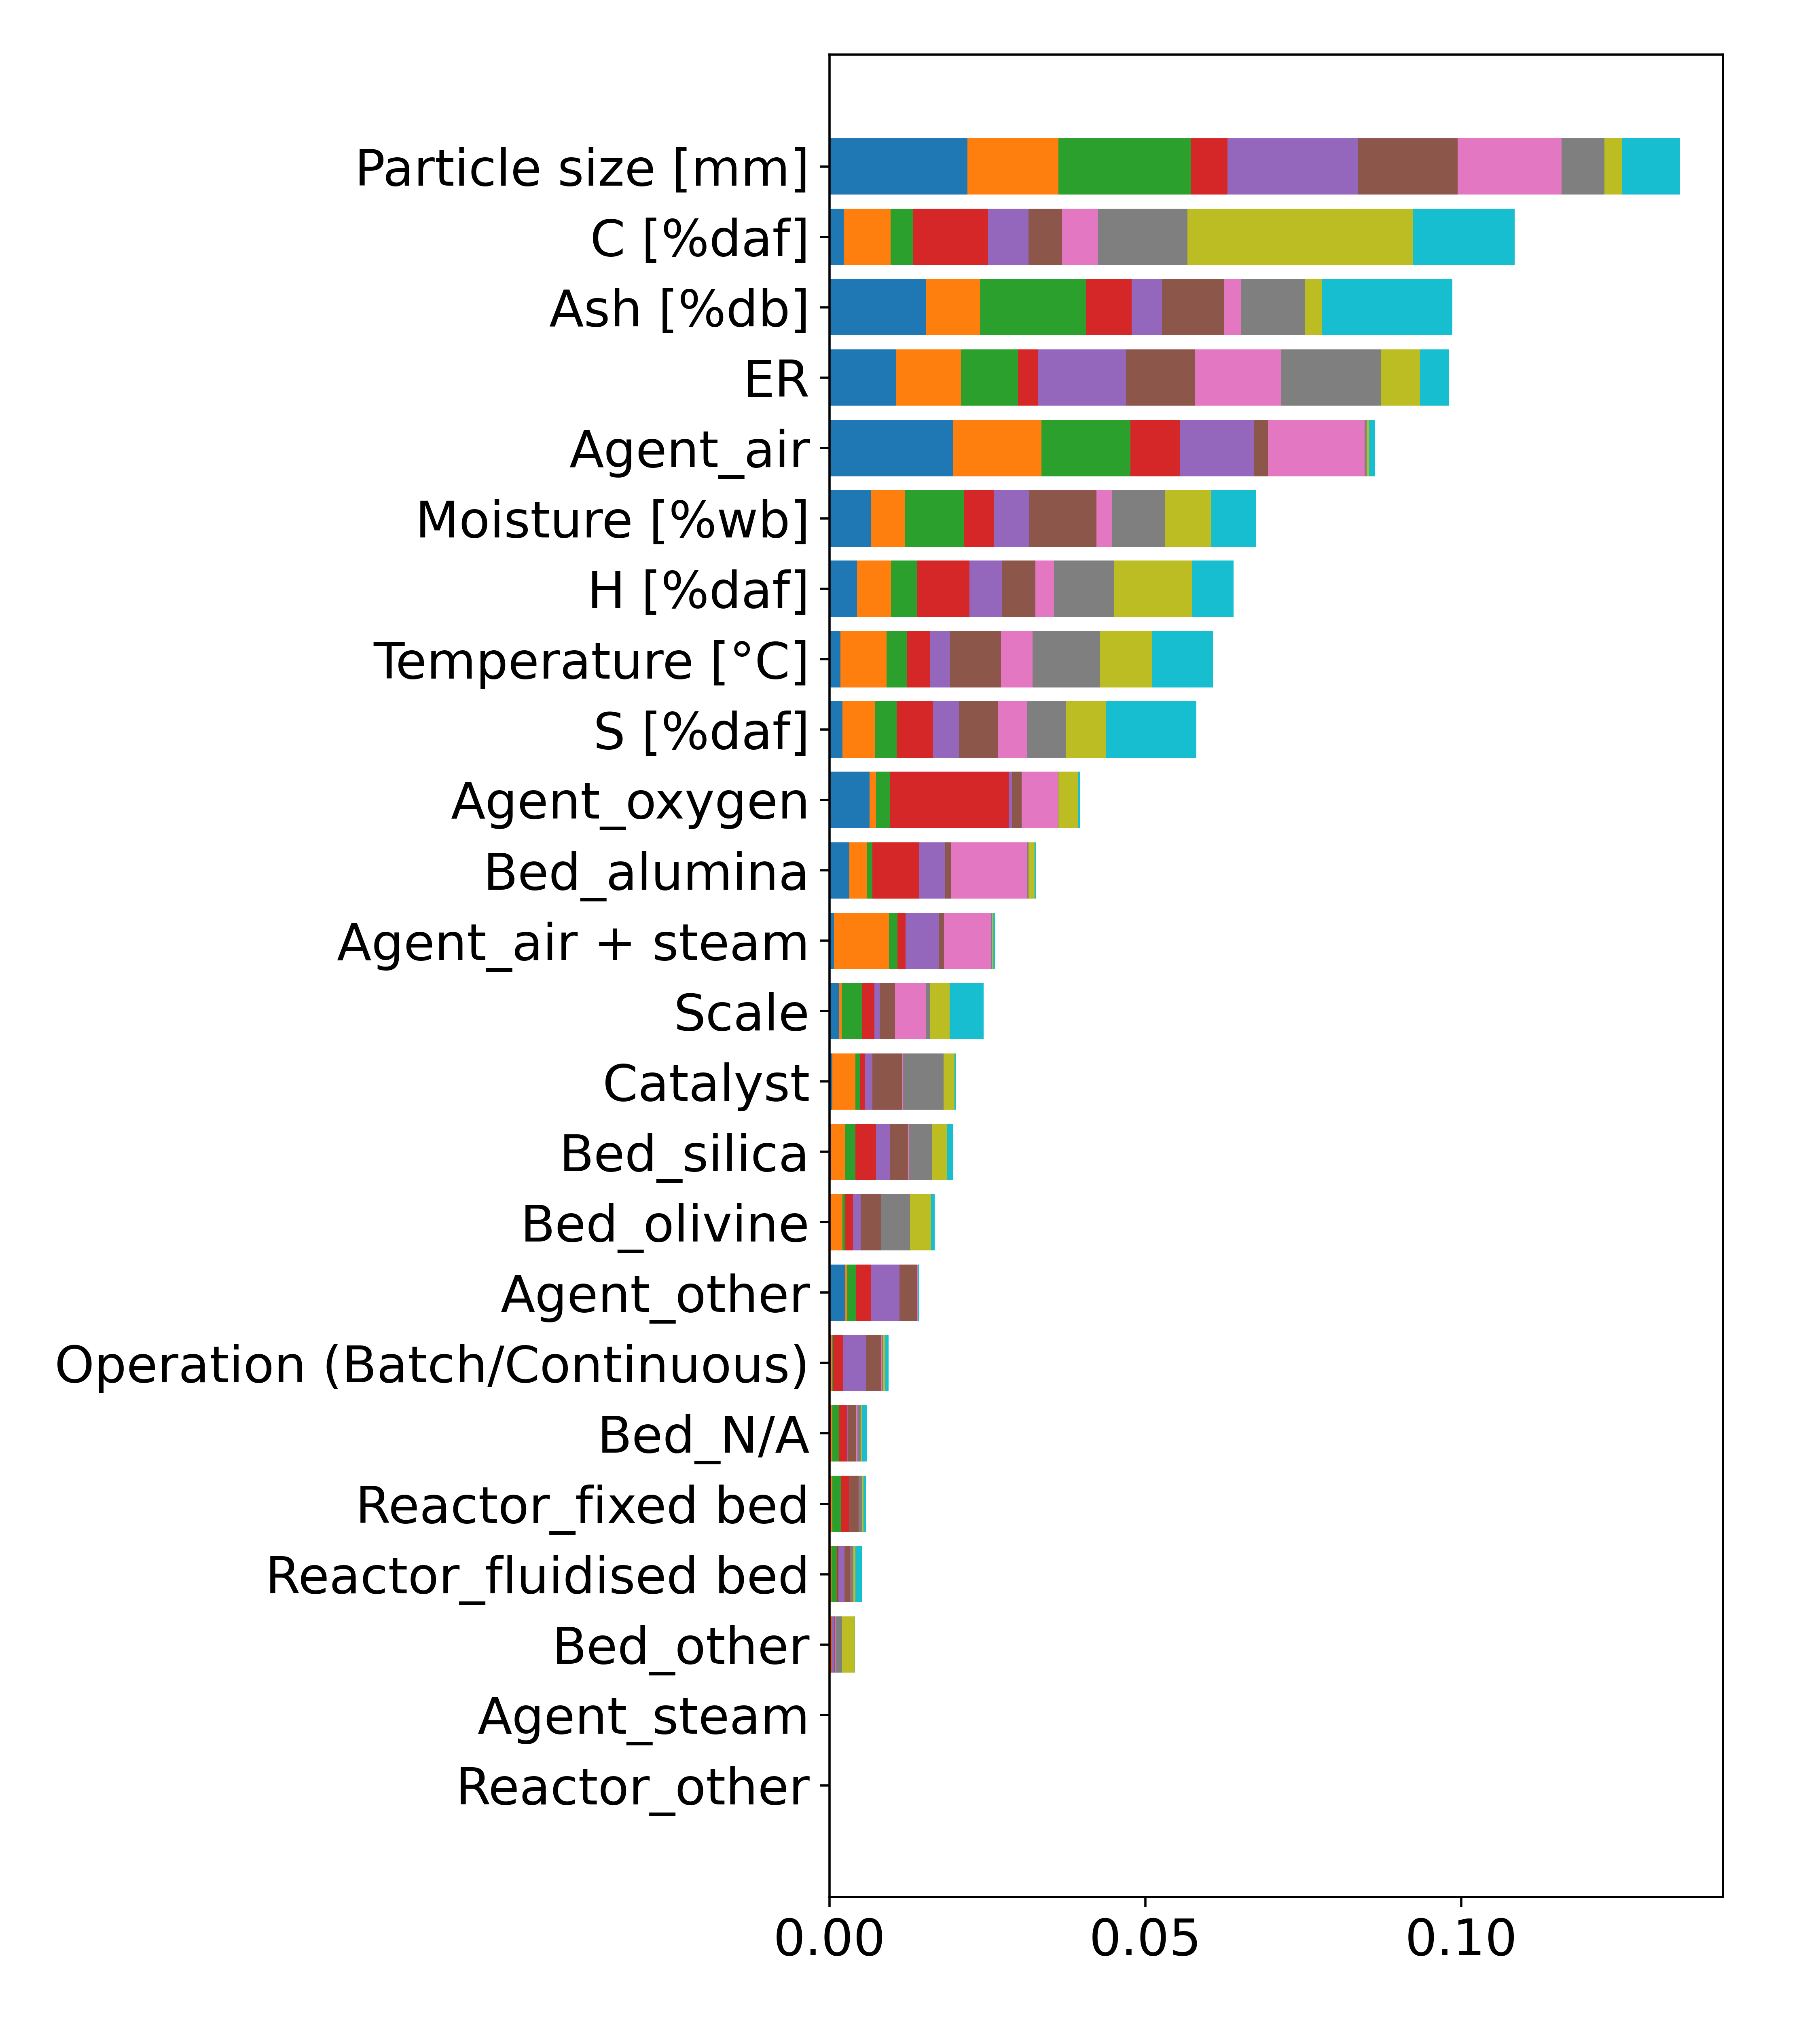 Particle size [mm]
C [%daf]
Ash [%db]
ER
Agent_air
Moisture [%wb]
H [%daf]
Temperature [°C]
S [%daf]
Agent_oxygen
Bed_alumina
Agent_air + steam
Scale
Catalyst
Bed_silica
Bed_olivine
Agent_other
Operation (Batch/Continuous)
Bed_N/A
Reactor_fixed bed
Reactor_fluidised bed
Bed_other
Agent_steam
Reactor_other
0.00 0.05 0.10